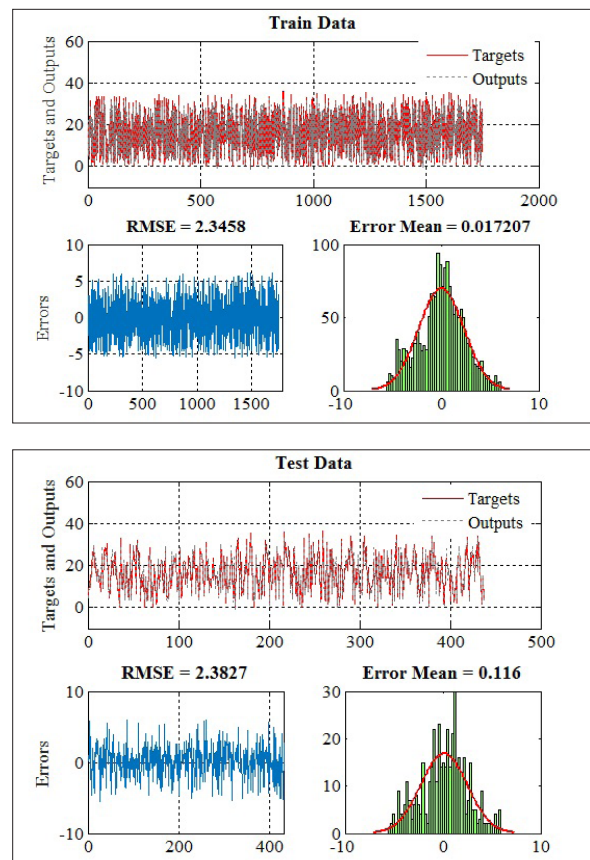 Train Data
Targets and Outputs
60
40
20
0
0 500 1000 1500 2000
Targets
Outputs
RMSE = 2.3458
Errors
10
5
0
-5
-10
0 500 1000 1500
Error Mean = 0.017207
100
50
0
-10 0 10
Test Data
Targets and Outputs
60
40
20
0
0 100 200 300 400 500
Targets
Outputs
RMSE = 2.3827
Errors
10
0
-10
0 200 400
Error Mean = 0.116
30
20
10
0
-10 0 10